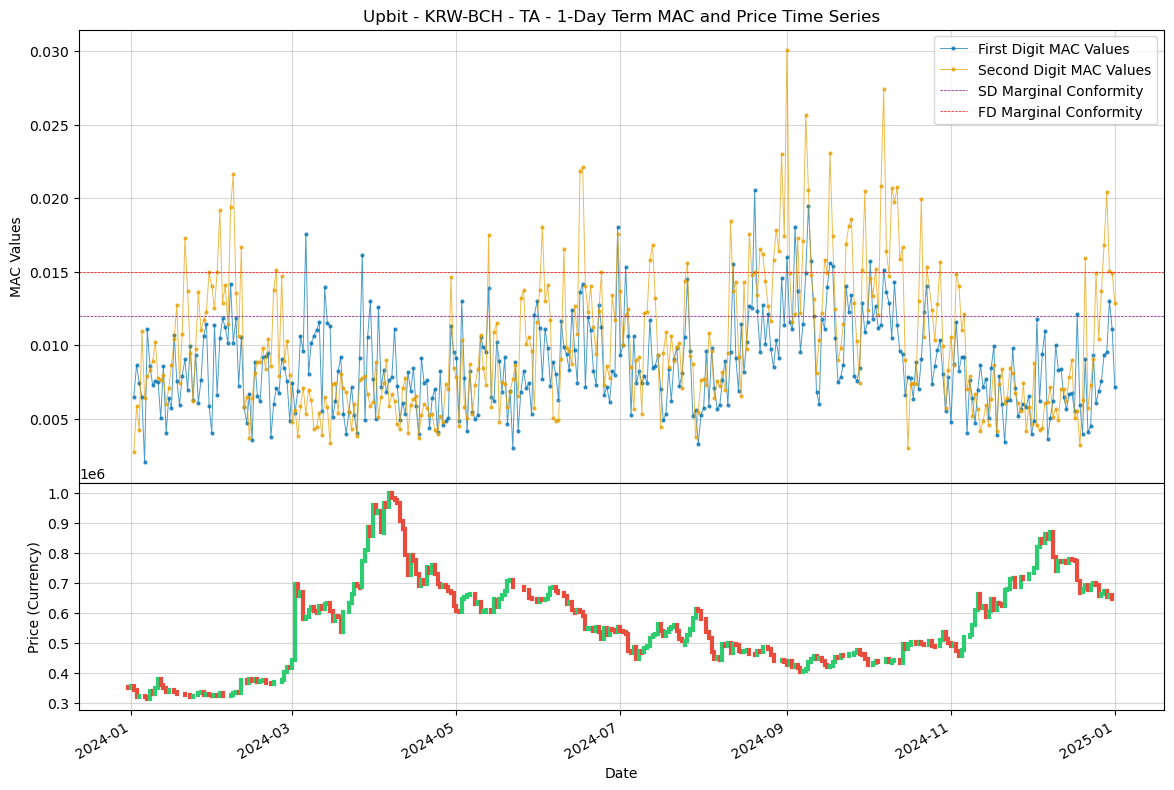 Upbit - KRW-BCH - TA - 1-Day Term MAC and Price Time Series
First Digit MAC Values
Second Digit MAC Values
SD Marginal Conformity
FD Marginal Conformity
MAC Values
0.030
0.025
0.020
0.015
0.010
0.005
1e6
Price (Currency)
1.0
0.9
0.8
0.7
0.6
0.5
0.4
0.3
2024-01
2024-03
2024-05
2024-07
2024-09
2024-11
2025-01
Date